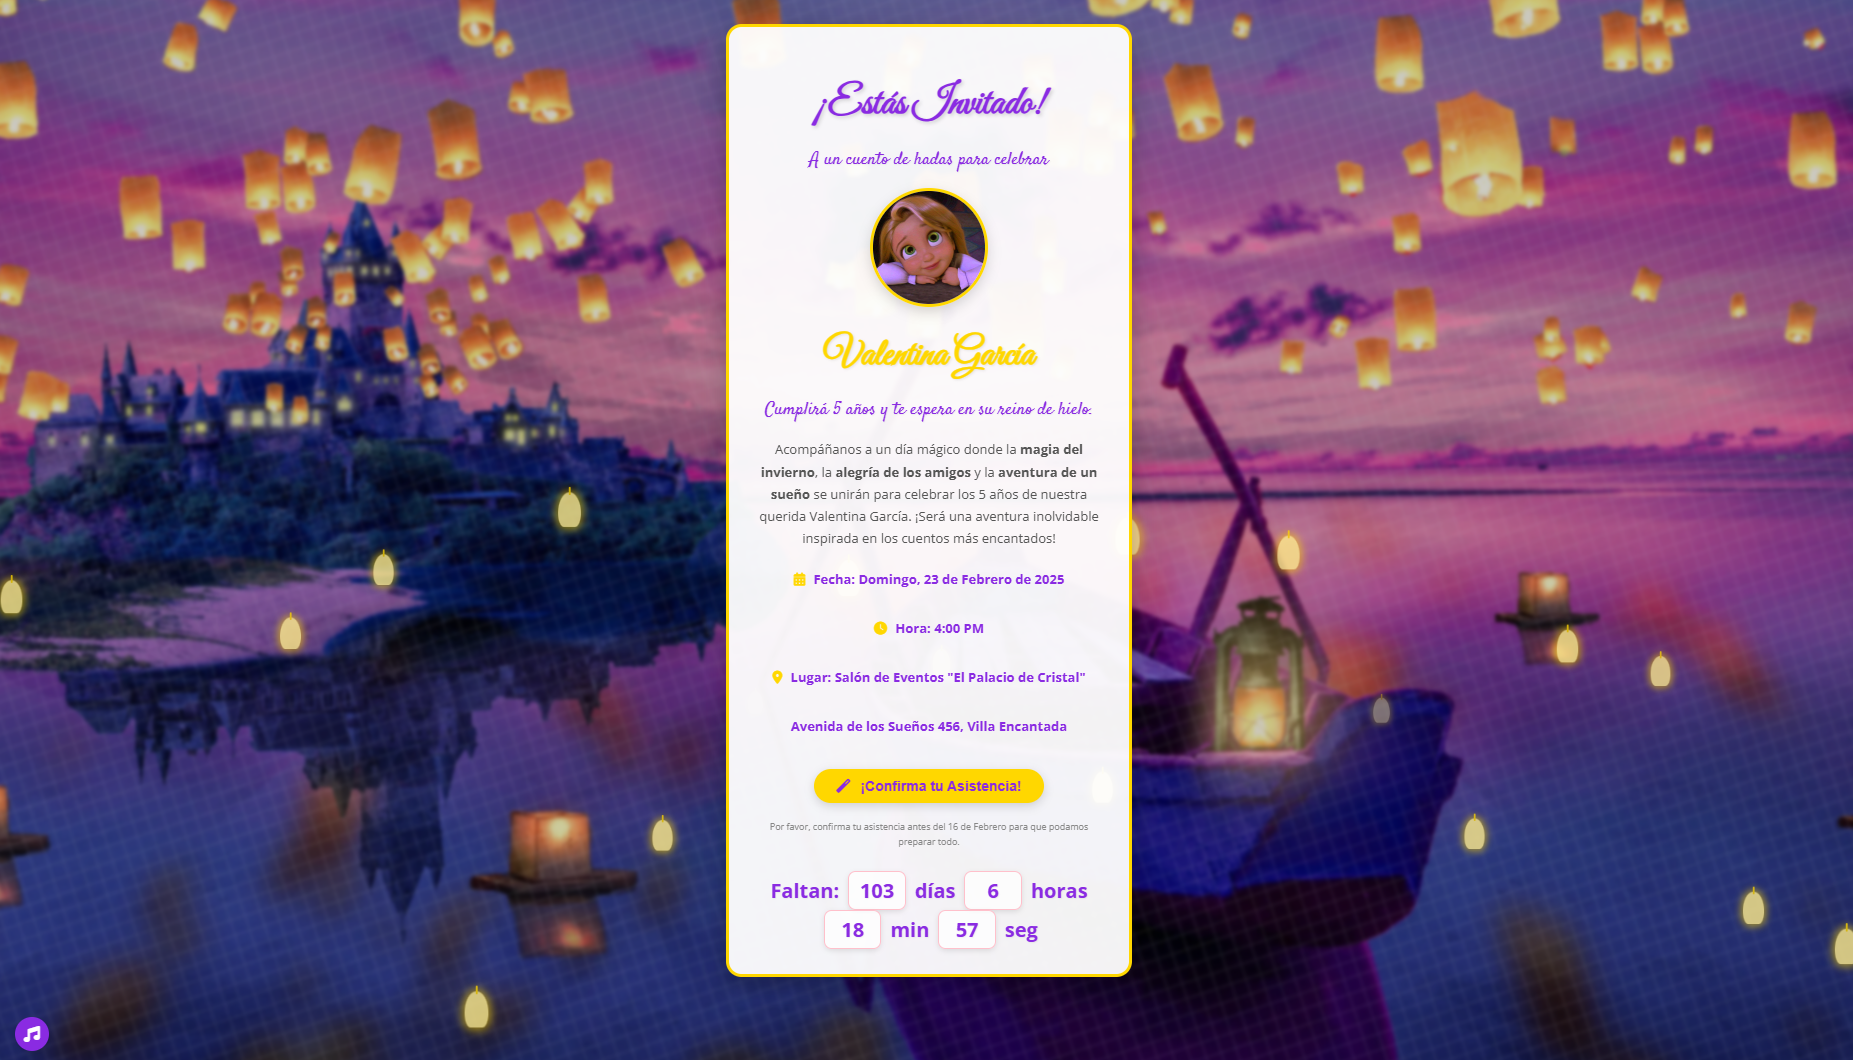 ¡Estás Invitado!
A un cuento de hadas para celebrar
Valentina García
Cumplirá 5 años y te espera en su reino de hielo.
Acompáñanos a un día mágico donde la magia del
invierno, la alegría de los amigos y la aventura de un
sueño se unirán para celebrar los 5 años de nuestra
querida Valentina García. ¡Será una aventura inolvidable
inspirada en los cuentos más encantados!
Fecha: Domingo, 23 de Febrero de 2025
Hora: 4:00 PM
Lugar: Salón de Eventos "El Palacio de Cristal"
Avenida de los Sueños 456, Villa Encantada
¡Confirma tu Asistencia!
Por favor, confirma tu asistencia antes del 16 de Febrero para que podamos
preparar todo.
Faltan: 103 días 6 horas
18 min 57 seg